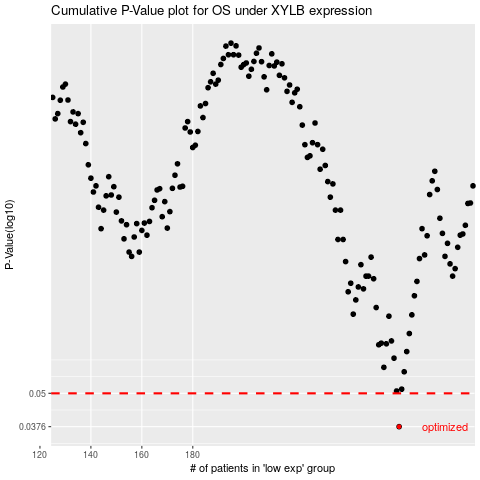 Cumulative P-Value plot for OS under XYLB expression
P-Value(log10)
0.05
0.0376
optimized
120 140 160 180
# of patients in 'low exp' group